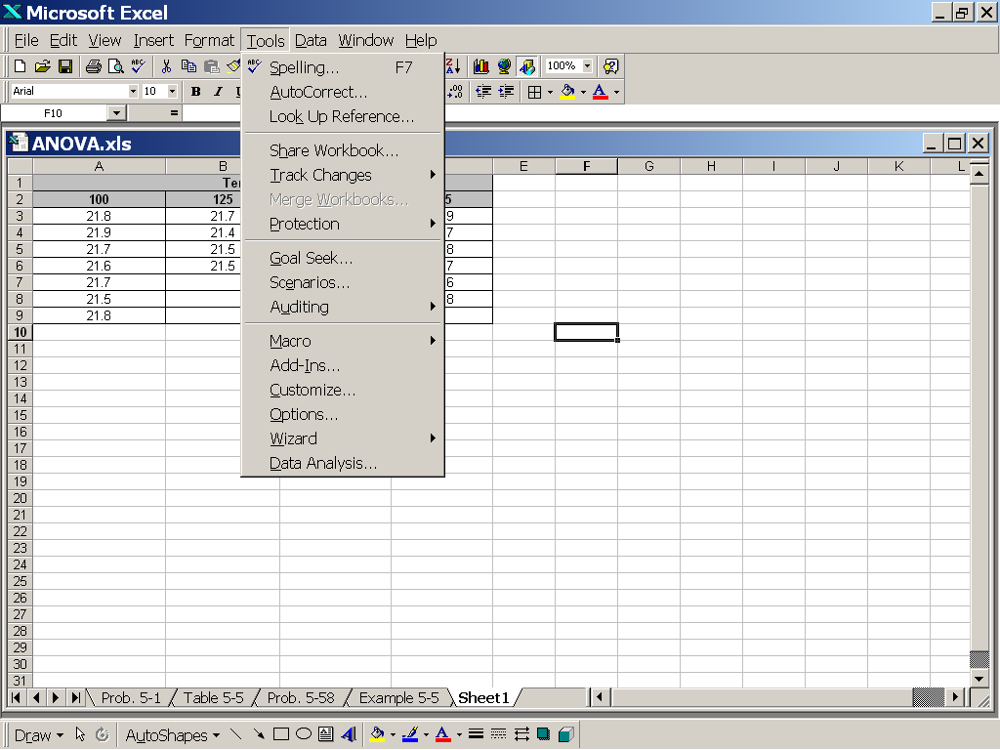 Microsoft Excel
File Edit View Insert Format Tools Data Window Help
100%
Arial 10 B I U
F10 =
Spelling... F7
AutoCorrect...
Look Up Reference...
Share Workbook...
Track Changes
Merge Workbooks...
Protection
Goal Seek...
Scenarios...
Auditing
Macro
Add-Ins...
Customize...
Options...
Wizard
Data Analysis...
ANOVA.xls
A B E F G H I J K L
1
2 100 125 5
3 21.8 21.7 9
4 21.9 21.4 7
5 21.7 21.5 8
6 21.6 21.5 7
7 21.7 6
8 21.5 8
9 21.8
10
11
12
13
14
15
16
17
18
19
20
21
22
23
24
25
26
27
28
29
30
31
Prob. 5-1 Table 5-5 Prob. 5-58 Example 5-5 Sheet1
Draw AutoShapes